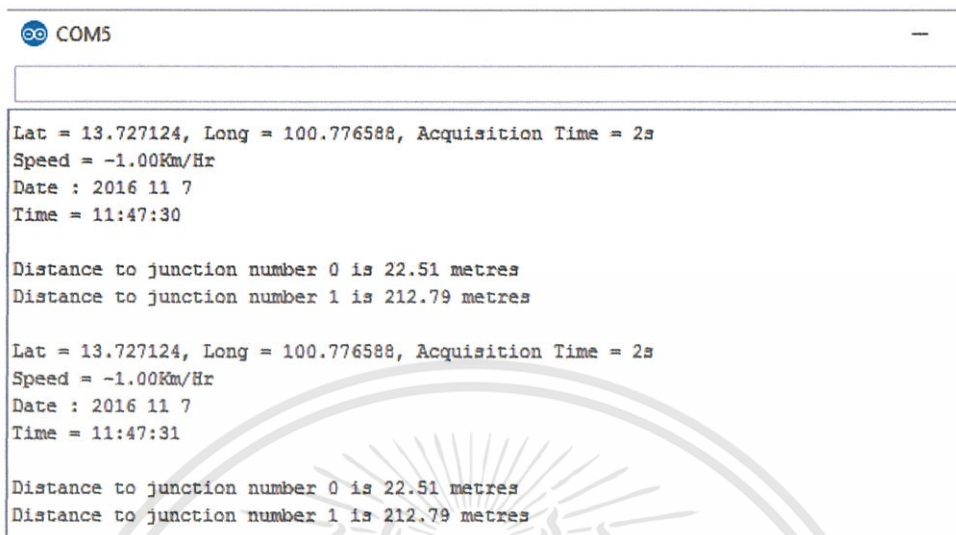 COM5
Lat = 13.727124, Long = 100.776588, Acquisition Time = 2s
Speed = -1.00Km/Hr
Date : 2016 11 7
Time = 11:47:30
Distance to junction number 0 is 22.51 metres
Distance to junction number 1 is 212.79 metres
Lat = 13.727124, Long = 100.776588, Acquisition Time = 2s
Speed = -1.00Km/Hr
Date : 2016 11 7
Time = 11:47:31
Distance to junction number 0 is 22.51 metres
Distance to junction number 1 is 212.79 metres